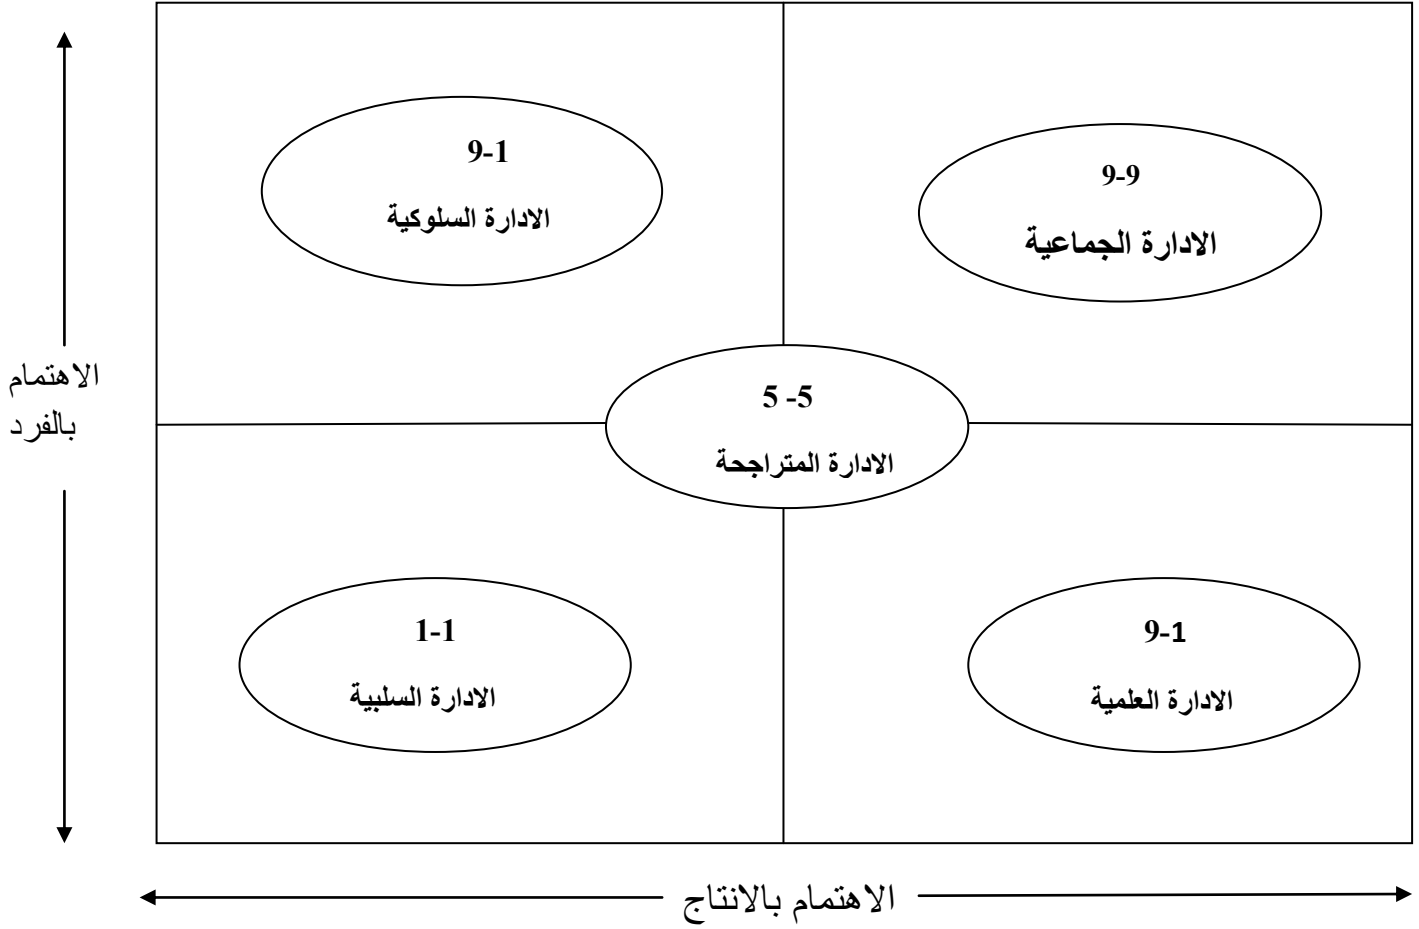 9-1
الادارة السلوكية
9-9
الادارة الجماعية
الاهتمام
بالفرد
5 -5
الادارة المتراجحة
1-1
الادارة السلبية
9-1
الادارة العلمية
الاهتمام بالانتاج